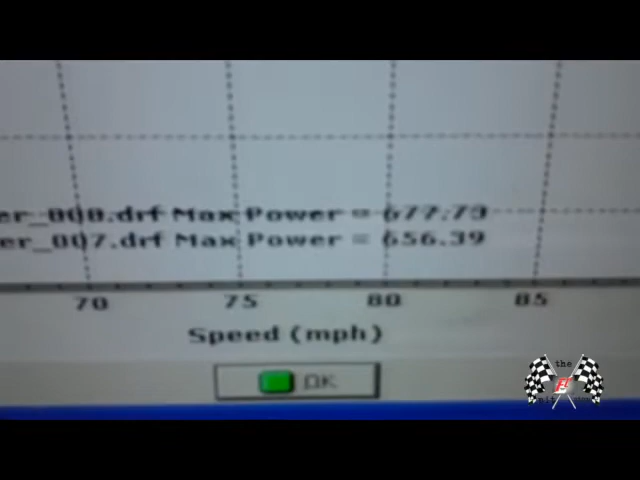 er_008.drf Max Power = 677.73
er_007.drf Max Power = 656.39
70 75 80 85
Speed (mph)
OK
the